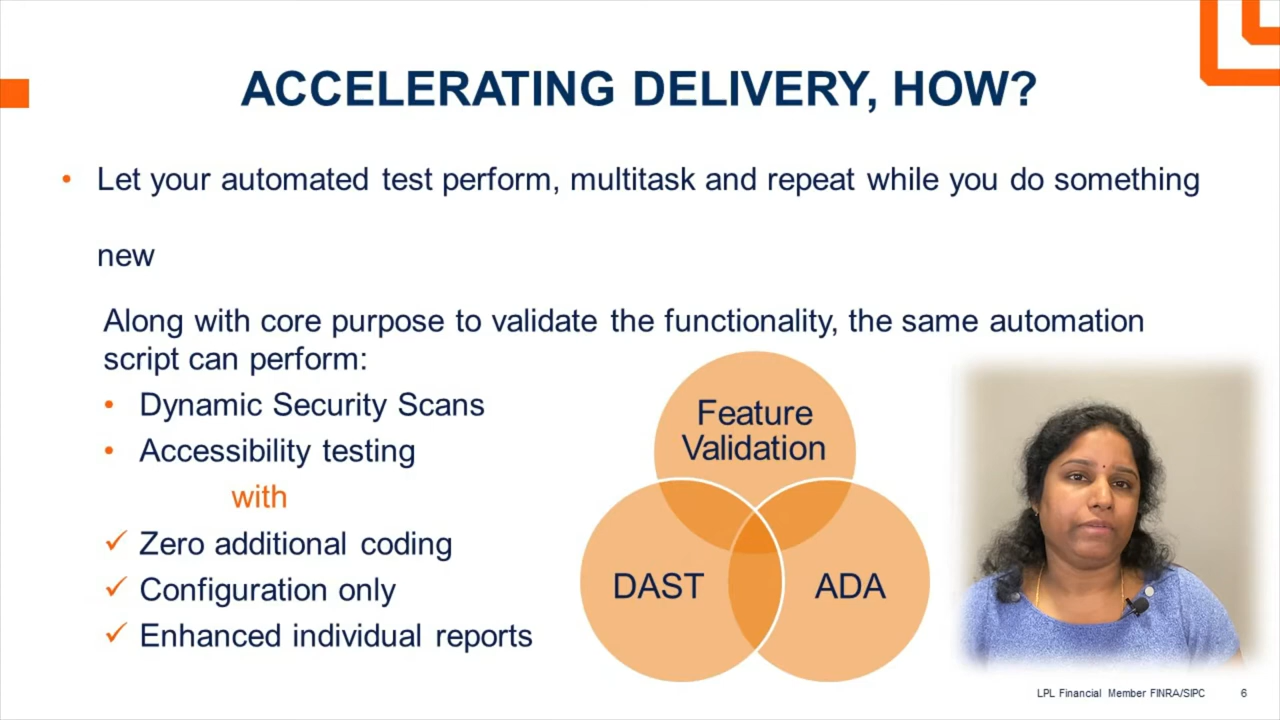 ACCELERATING DELIVERY, HOW?
• Let your automated test perform, multitask and repeat while you do something
new
Along with core purpose to validate the functionality, the same automation
script can perform:
• Dynamic Security Scans
• Accessibility testing
with
✓ Zero additional coding
✓ Configuration only
✓ Enhanced individual reports
Feature
Validation
DAST
ADA
LPL Financial Member FINRA/SIPC
6